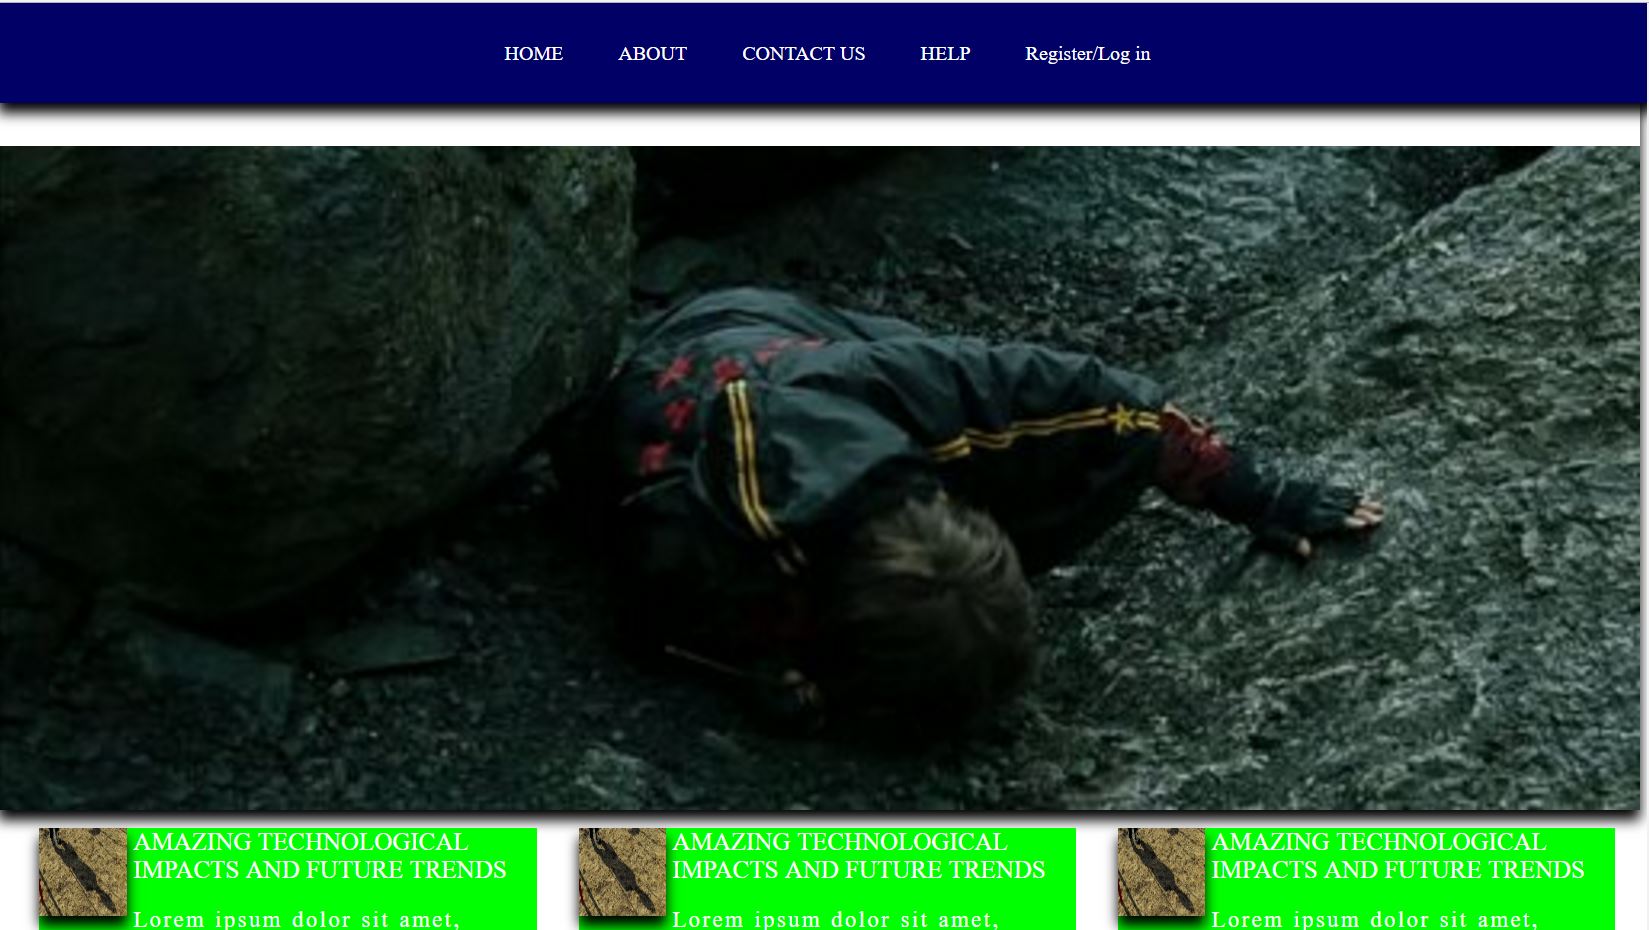 HOME ABOUT CONTACT US HELP Register/Log in
AMAZING TECHNOLOGICAL
IMPACTS AND FUTURE TRENDS
Lorem ipsum dolor sit amet,
AMAZING TECHNOLOGICAL
IMPACTS AND FUTURE TRENDS
Lorem ipsum dolor sit amet,
AMAZING TECHNOLOGICAL
IMPACTS AND FUTURE TRENDS
Lorem ipsum dolor sit amet,